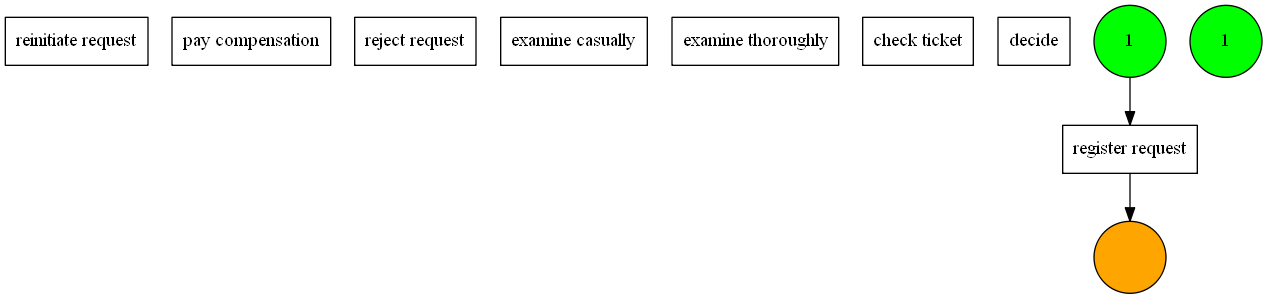 reinitiate request
pay compensation
reject request
examine casually
examine thoroughly
check ticket
decide
1
1
register request